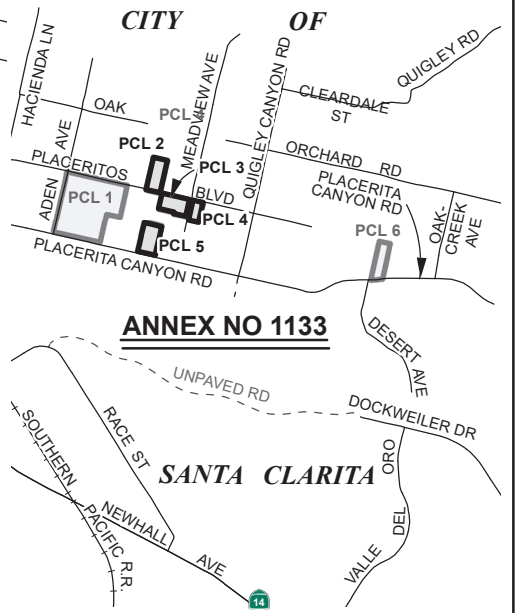 CITY OF
HACIENDA LN
QUIGLEY RD
QUIGLEY CANYON RD
MEADVIEW AVE
CLEARDALE
ST
OAK
AVE
PCL 4
PCL 2
PCL 3
ORCHARD RD
PLACERITOS
BLVD
PLACERITA
CANYON RD
PCL 1
ADEN
PCL 4
PCL 5
PCL 6
OAK-
CREEK
AVE
PLACERITA CANYON RD
ANNEX NO 1133
DESERT AVE
UNPAVED RD
DOCKWEILER DR
RACE ST
SOUTHERN
PACIFIC R.R.
SANTA CLARITA
NEWHALL
AVE
VALLE DEL ORO
14